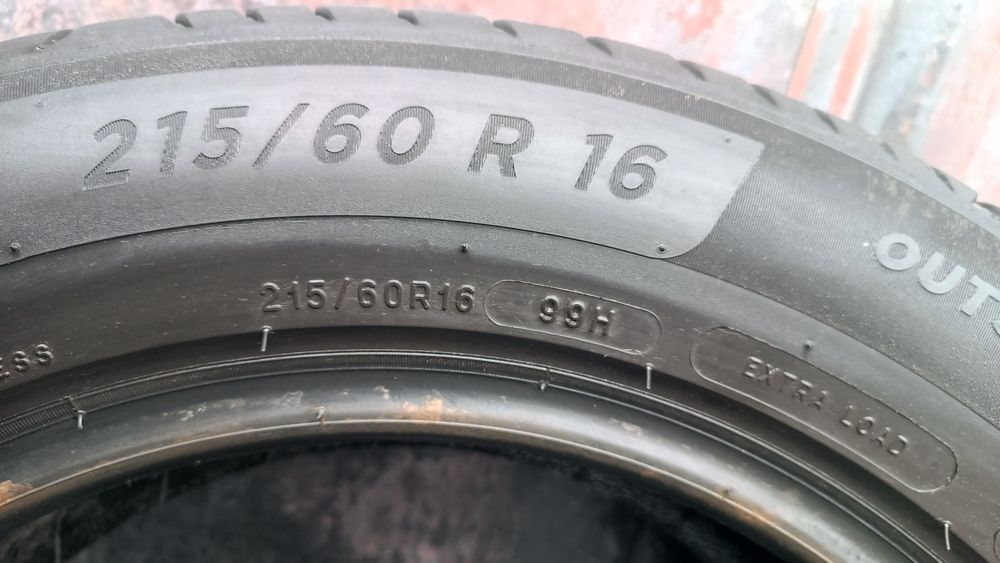 215/60 R 16
215/60R16 99H
EXTRA LOAD